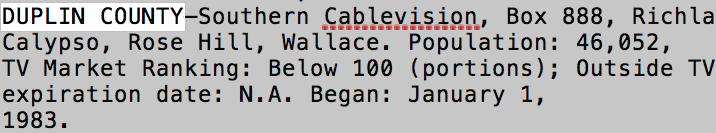 DUPLIN COUNTY—Southern Cablevision, Box 888, Richla
Calypso, Rose Hill, Wallace. Population: 46,052,
TV Market Ranking: Below 100 (portions); Outside TV
expiration date: N.A. Began: January 1,
1983.